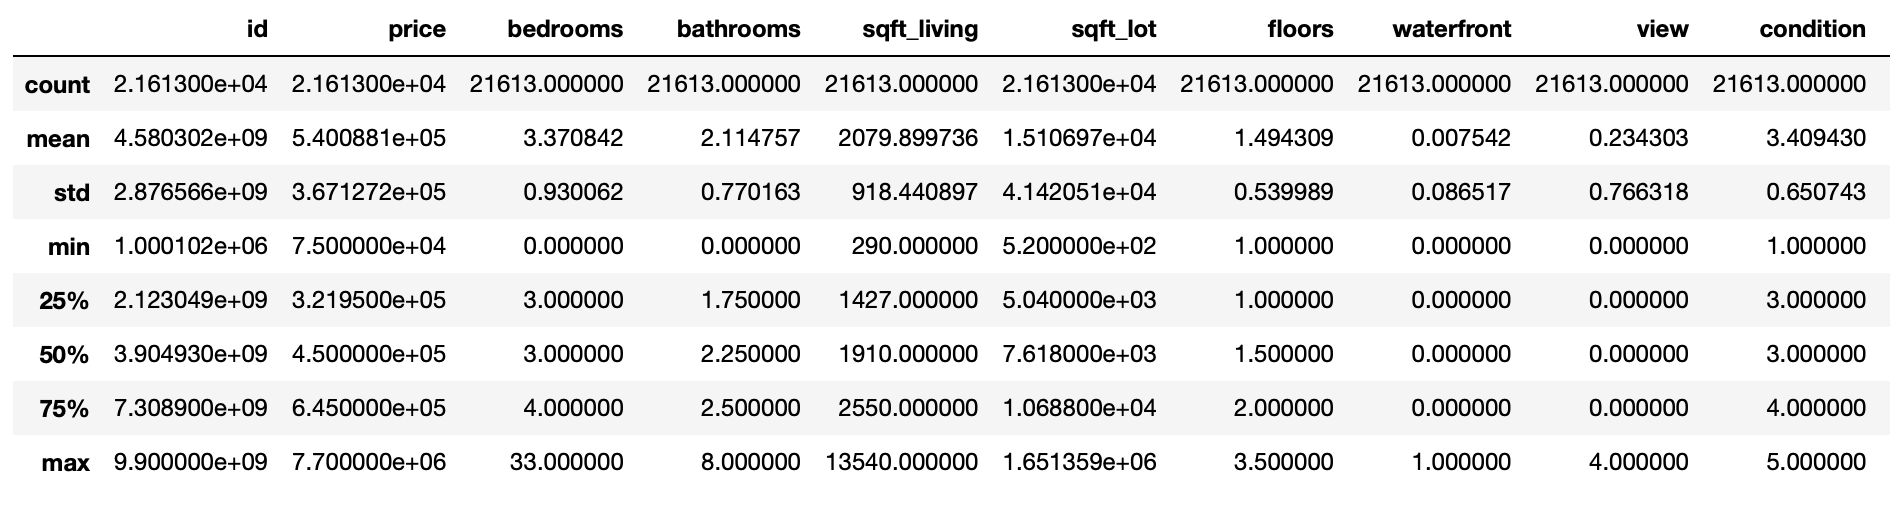 id price bedrooms bathrooms sqft_living sqft_lot floors waterfront view condition
count 2.161300e+04 2.161300e+04 21613.000000 21613.000000 21613.000000 2.161300e+04 21613.000000 21613.000000 21613.000000 21613.000000
mean 4.580302e+09 5.400881e+05 3.370842 2.114757 2079.899736 1.510697e+04 1.494309 0.007542 0.234303 3.409430
std 2.876566e+09 3.671272e+05 0.930062 0.770163 918.440897 4.142051e+04 0.539989 0.086517 0.766318 0.650743
min 1.000102e+06 7.500000e+04 0.000000 0.000000 290.000000 5.200000e+02 1.000000 0.000000 0.000000 1.000000
25% 2.123049e+09 3.219500e+05 3.000000 1.750000 1427.000000 5.040000e+03 1.000000 0.000000 0.000000 3.000000
50% 3.904930e+09 4.500000e+05 3.000000 2.250000 1910.000000 7.618000e+03 1.500000 0.000000 0.000000 3.000000
75% 7.308900e+09 6.450000e+05 4.000000 2.500000 2550.000000 1.068800e+04 2.000000 0.000000 0.000000 4.000000
max 9.900000e+09 7.700000e+06 33.000000 8.000000 13540.000000 1.651359e+06 3.500000 1.000000 4.000000 5.000000